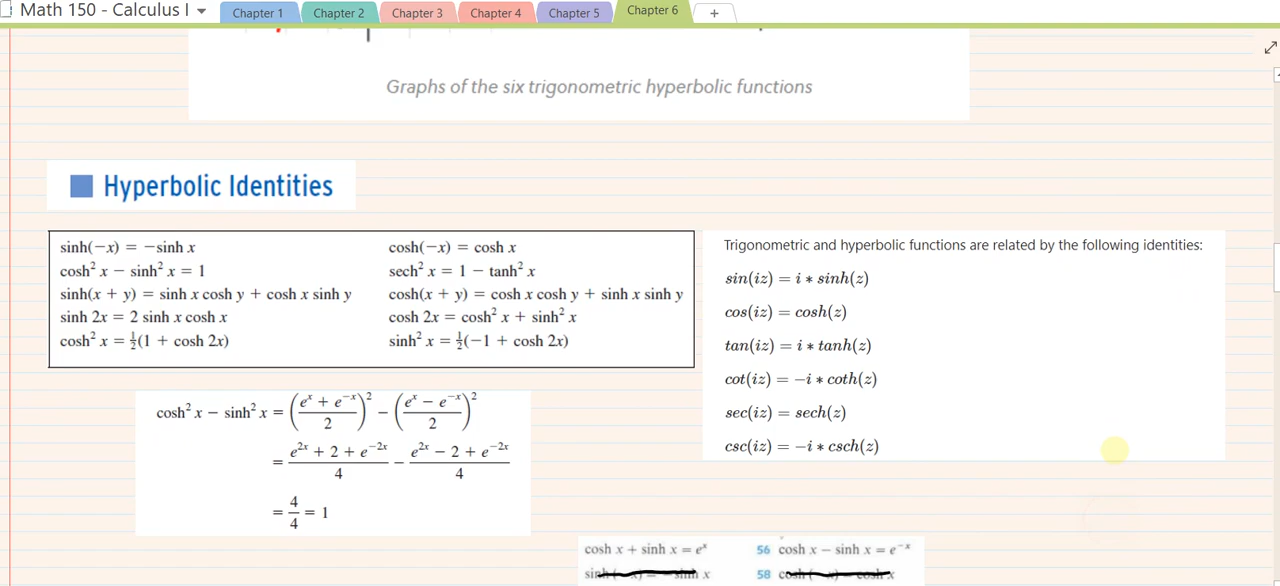 Math 150 - Calculus I
Chapter 1 Chapter 2 Chapter 3 Chapter 4 Chapter 5 Chapter 6 +
Graphs of the six trigonometric hyperbolic functions
Hyperbolic Identities
sinh(−x) = −sinh x cosh(−x) = cosh x
cosh² x − sinh² x = 1 sech² x = 1 − tanh² x
sinh(x + y) = sinh x cosh y + cosh x sinh y cosh(x + y) = cosh x cosh y + sinh x sinh y
sinh 2x = 2 sinh x cosh x cosh 2x = cosh² x + sinh² x
cosh² x = ½(1 + cosh 2x) sinh² x = ½(−1 + cosh 2x)
Trigonometric and hyperbolic functions are related by the following identities:
sin(iz) = i * sinh(z)
cos(iz) = cosh(z)
tan(iz) = i * tanh(z)
cot(iz) = −i * coth(z)
sec(iz) = sech(z)
csc(iz) = −i * csch(z)
cosh² x − sinh² x = ((eˣ + e⁻ˣ)/2)² − ((eˣ − e⁻ˣ)/2)²
= (e²ˣ + 2 + e⁻²ˣ)/4 − (e²ˣ − 2 + e⁻²ˣ)/4
= 4/4 = 1
cosh x + sinh x = eˣ 56 cosh x − sinh x = e⁻ˣ
58